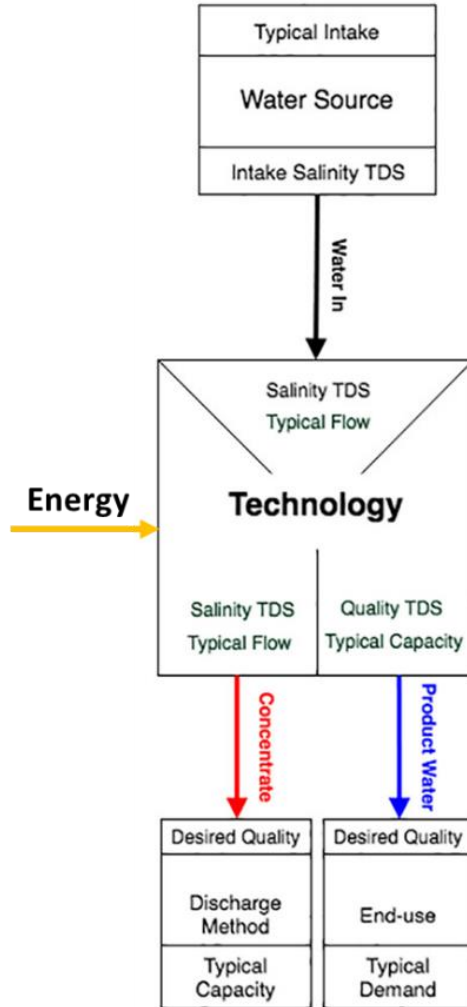 Typical Intake
Water Source
Intake Salinity TDS
Water In
Salinity TDS
Typical Flow
Energy
Technology
Salinity TDS
Typical Flow
Quality TDS
Typical Capacity
Concentrate
Product Water
Desired Quality
Discharge
Method
Typical
Capacity
Desired Quality
End-use
Typical
Demand